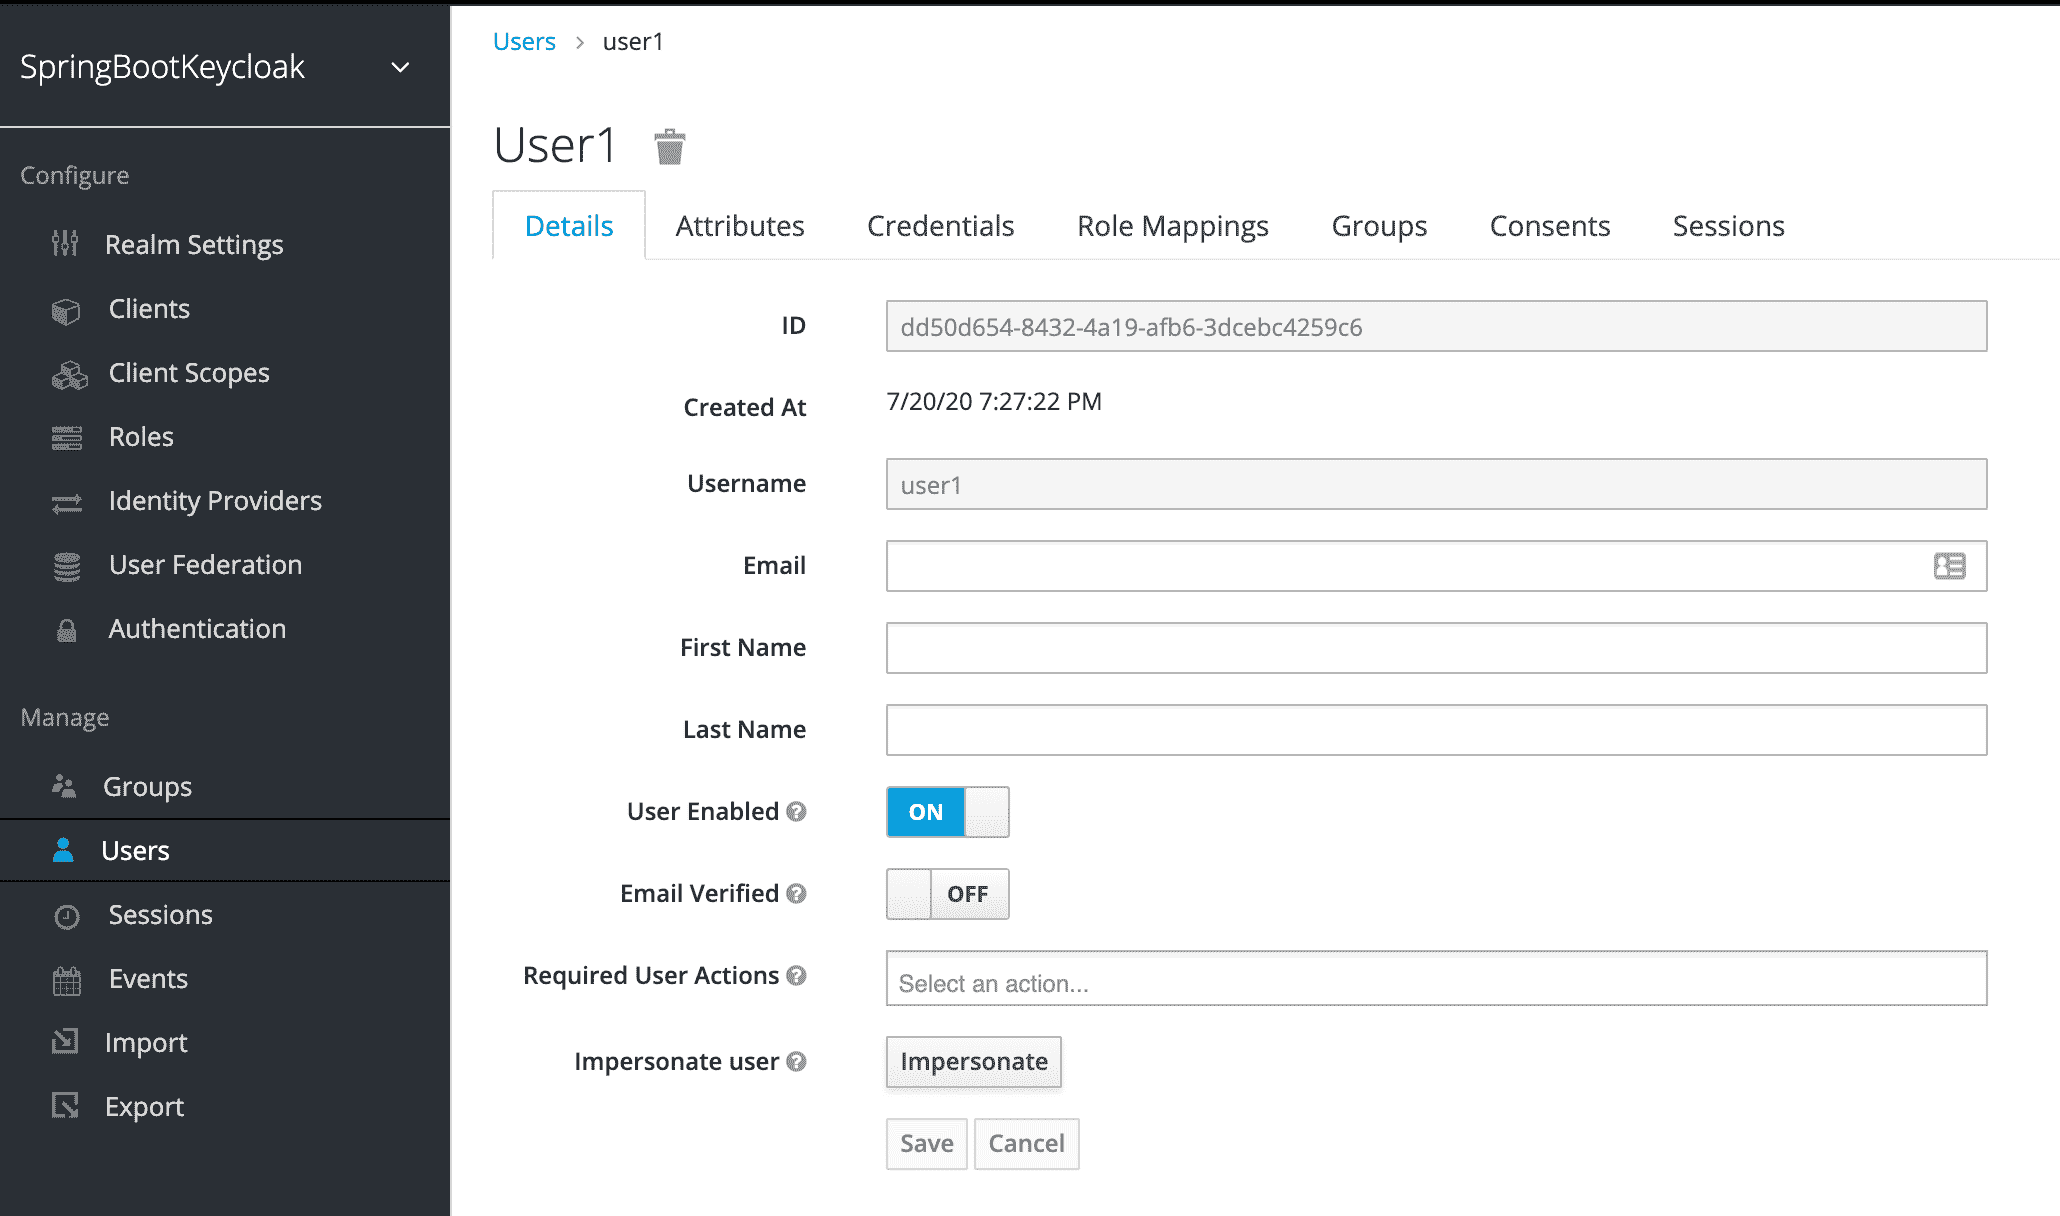 SpringBootKeycloak
Configure
Realm Settings
Clients
Client Scopes
Roles
Identity Providers
User Federation
Authentication
Manage
Groups
Users
Sessions
Events
Import
Export
Users > user1
User1
Details Attributes Credentials Role Mappings Groups Consents Sessions
ID dd50d654-8432-4a19-afb6-3dcebc4259c6
Created At 7/20/20 7:27:22 PM
Username user1
Email
First Name
Last Name
User Enabled ? ON
Email Verified ? OFF
Required User Actions ? Select an action...
Impersonate user ? Impersonate
Save Cancel